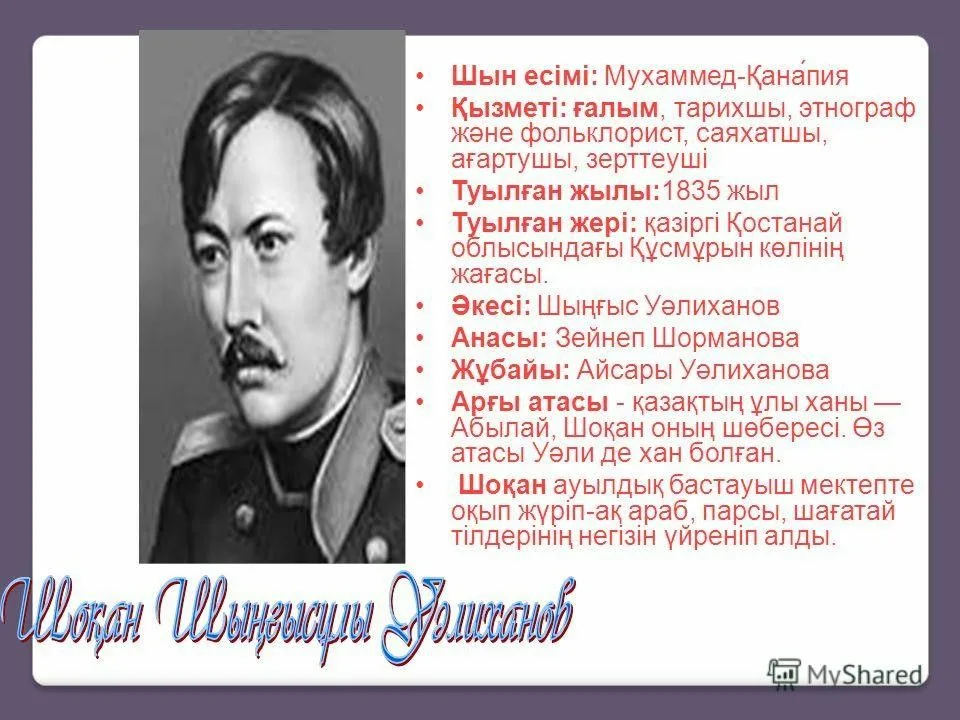 • Шын есімі: Мухаммед-Қана́пия
• Қызметі: ғалым, тарихшы, этнограф
және фольклорист, саяхатшы,
ағартушы, зерттеуші
• Туылған жылы:1835 жыл
• Туылған жері: қазіргі Қостанай
облысындағы Құсмұрын көлінің
жағасы.
• Әкесі: Шыңғыс Уәлиханов
• Анасы: Зейнеп Шорманова
• Жұбайы: Айсары Уәлиханова
• Арғы атасы - қазақтың ұлы ханы —
Абылай, Шоқан оның шөбересі. Өз
атасы Уәли де хан болған.
• Шоқан ауылдық бастауыш мектепте
оқып жүріп-ақ араб, парсы, шағатай
тілдерінің негізін үйреніп алды.
Шоқан Шыңғысұлы Уәлиханов
MyShared